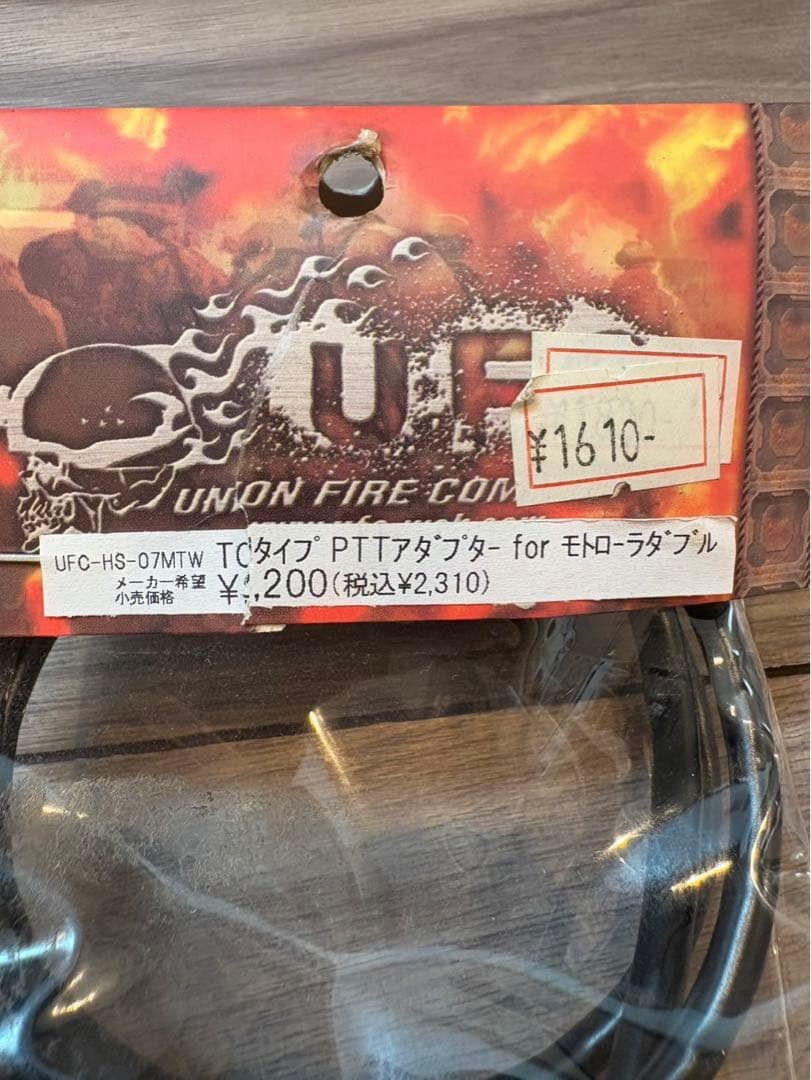 UF
¥1610-
UNION FIRE COM
UFC-HS-07MTW TCタイプ PTTアダプター for モトローラダブル
メーカー希望
小売価格 ¥,200(税込¥2,310)